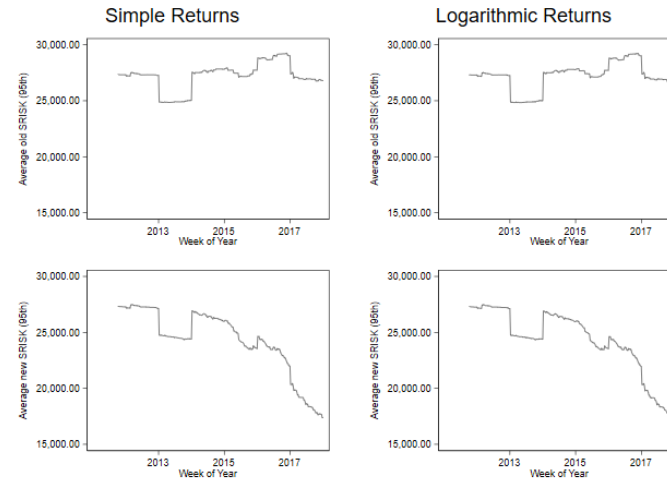 Simple Returns
Logarithmic Returns
Average old SRISK (95th)
30,000.00
25,000.00
20,000.00
15,000.00
2013 2015 2017
Week of Year
Average old SRISK (95th)
30,000.00
25,000.00
20,000.00
15,000.00
2013 2015 2017
Week of Year
Average new SRISK (95th)
30,000.00
25,000.00
20,000.00
15,000.00
2013 2015 2017
Week of Year
Average new SRISK (95th)
30,000.00
25,000.00
20,000.00
15,000.00
2013 2015 2017
Week of Year